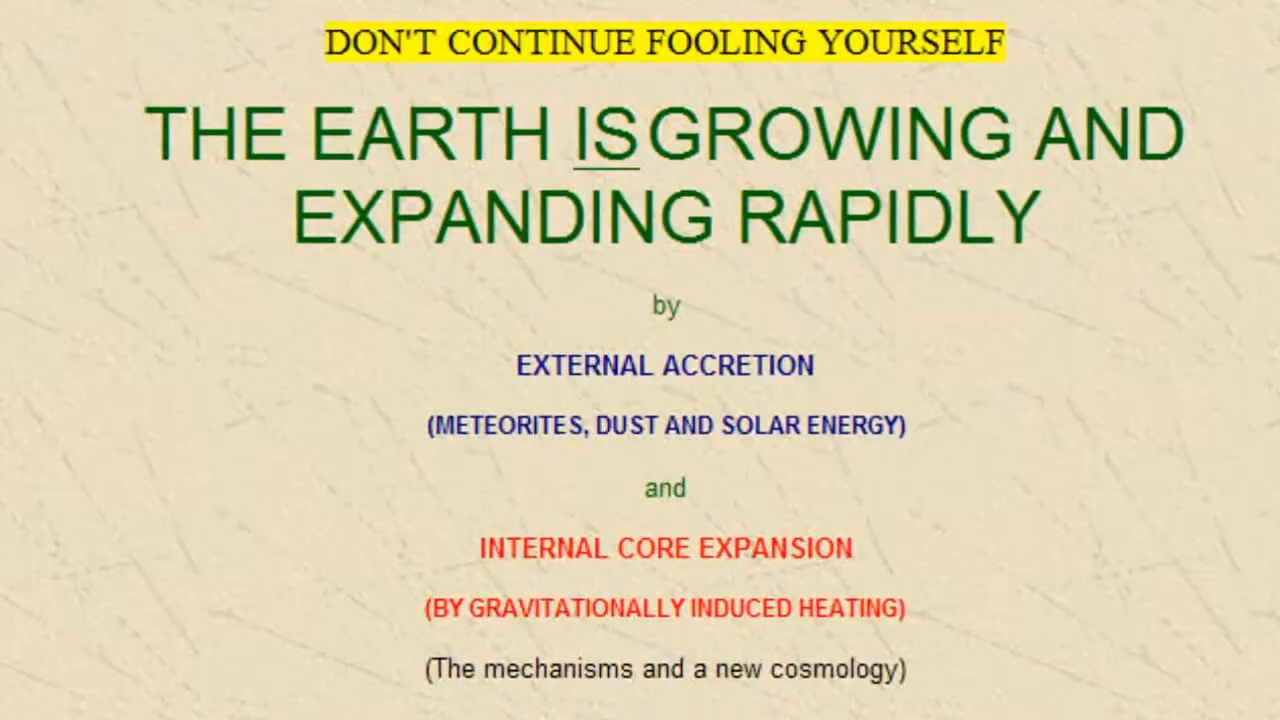 DON'T CONTINUE FOOLING YOURSELF
THE EARTH IS GROWING AND
EXPANDING RAPIDLY
by
EXTERNAL ACCRETION
(METEORITES, DUST AND SOLAR ENERGY)
and
INTERNAL CORE EXPANSION
(BY GRAVITATIONALLY INDUCED HEATING)
(The mechanisms and a new cosmology)